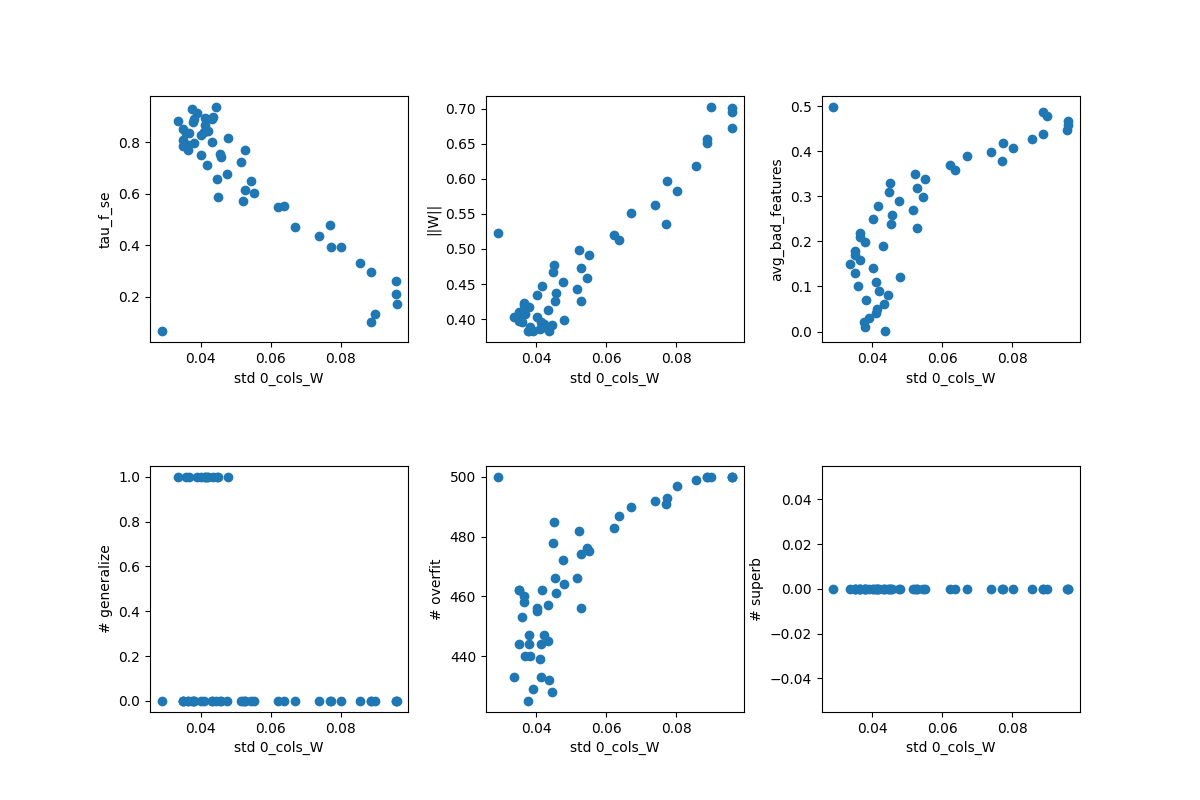 0.8
0.6
0.4
0.2
tau_f_se
0.04 0.06 0.08
std 0_cols_W
0.70
0.65
0.60
0.55
0.50
0.45
0.40
||W||
0.04 0.06 0.08
std 0_cols_W
0.5
0.4
0.3
0.2
0.1
0.0
avg_bad_features
0.04 0.06 0.08
std 0_cols_W
1.0
0.8
0.6
0.4
0.2
0.0
# generalize
0.04 0.06 0.08
std 0_cols_W
500
480
460
440
# overfit
0.04 0.06 0.08
std 0_cols_W
0.04
0.02
0.00
−0.02
−0.04
# superb
0.04 0.06 0.08
std 0_cols_W